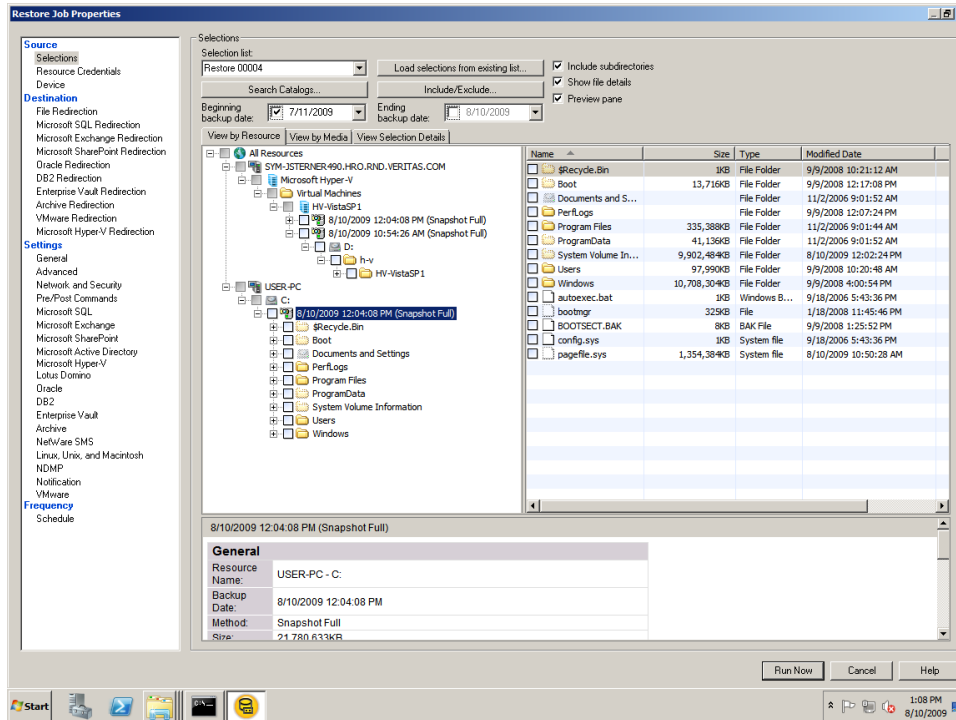 Restore Job Properties
Source
Selections
Resource Credentials
Device
Destination
File Redirection
Microsoft SQL Redirection
Microsoft Exchange Redirection
Microsoft SharePoint Redirection
Oracle Redirection
DB2 Redirection
Enterprise Vault Redirection
Archive Redirection
VMware Redirection
Microsoft Hyper-V Redirection
Settings
General
Advanced
Network and Security
Pre/Post Commands
Microsoft SQL
Microsoft Exchange
Microsoft SharePoint
Microsoft Active Directory
Microsoft Hyper-V
Lotus Domino
Oracle
DB2
Enterprise Vault
Archive
NetWare SMS
Linux, Unix, and Macintosh
NDMP
Notification
VMware
Frequency
Schedule
Selections
Selection list:
Restore 00004
Load selections from existing list...
Include subdirectories
Search Catalogs...
Include/Exclude...
Show file details
Preview pane
Beginning backup date:
7/11/2009
Ending backup date:
8/10/2009
View by Resource
View by Media
View Selection Details
All Resources
SYM-JSTERNER490.HRO.RND.VERITAS.COM
Microsoft Hyper-V
Virtual Machines
HV-VistaSP1
8/10/2009 12:04:08 PM (Snapshot Full)
8/10/2009 10:54:26 AM (Snapshot Full)
D:
h-v
HV-VistaSP1
USER-PC
C:
8/10/2009 12:04:08 PM (Snapshot Full)
$Recycle.Bin
Boot
Documents and Settings
PerfLogs
Program Files
ProgramData
System Volume Information
Users
Windows
Name Size Type Modified Date
$Recycle.Bin 1KB File Folder 9/9/2008 10:21:12 AM
Boot 13,716KB File Folder 9/9/2008 12:17:08 PM
Documents and S... File Folder 11/2/2006 9:01:52 AM
PerfLogs File Folder 9/9/2008 12:07:24 PM
Program Files 335,388KB File Folder 11/2/2006 9:01:44 AM
ProgramData 41,136KB File Folder 11/2/2006 9:01:52 AM
System Volume In... 9,902,484KB File Folder 8/10/2009 12:02:24 PM
Users 97,990KB File Folder 9/9/2008 10:20:48 AM
Windows 10,708,304KB File Folder 9/9/2008 4:00:54 PM
autoexec.bat 1KB Windows B... 9/18/2006 5:43:36 PM
bootmgr 325KB File 1/18/2008 11:45:46 PM
BOOTSECT.BAK 8KB BAK File 9/9/2008 1:25:52 PM
config.sys 1KB System file 9/18/2006 5:43:36 PM
pagefile.sys 1,354,384KB System file 8/10/2009 10:50:28 AM
8/10/2009 12:04:08 PM (Snapshot Full)
General
Resource Name: USER-PC - C:
Backup Date: 8/10/2009 12:04:08 PM
Method: Snapshot Full
Size: 21,780,633KB
Run Now
Cancel
Help
Start
1:08 PM
8/10/2009